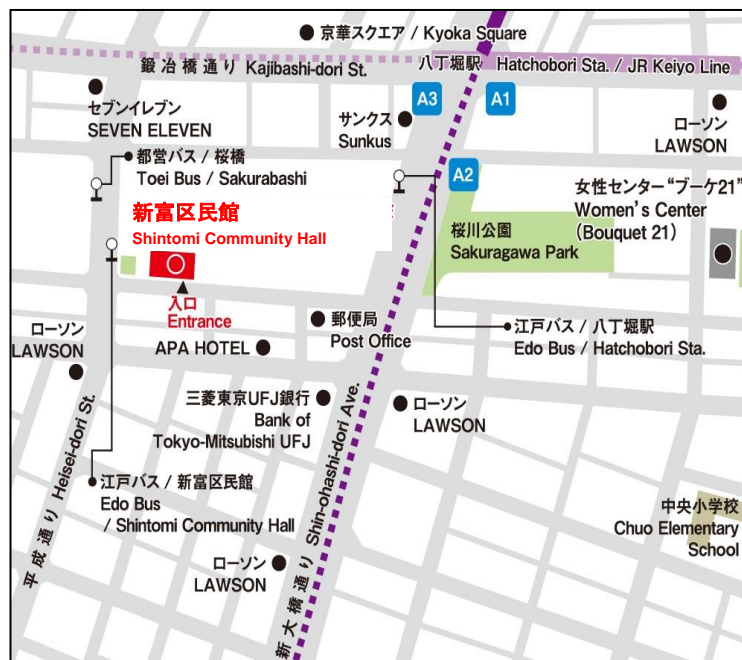 京華スクエア / Kyoka Square
鍛冶橋通り Kajibashi-dori St.
八丁堀駅 Hatchobori Sta. / JR Keiyo Line
セブンイレブン
SEVEN ELEVEN
サンクス
Sunkus
A3
A1
ローソン
LAWSON
都営バス / 桜橋
Toei Bus / Sakurabashi
A2
女性センター“ブーケ21”
Women's Center
(Bouquet 21)
新富区民館
Shintomi Community Hall
桜川公園
Sakuragawa Park
入口
Entrance
郵便局
Post Office
江戸バス / 八丁堀駅
Edo Bus / Hatchobori Sta.
ローソン
LAWSON
APA HOTEL
三菱東京UFJ銀行
Bank of
Tokyo-Mitsubishi UFJ
ローソン
LAWSON
江戸バス / 新富区民館
Edo Bus
/ Shintomi Community Hall
中央小学校
Chuo Elementary
School
ローソン
LAWSON
平成通り Heisei-dori St.
新大橋通り Shin-ohashi-dori Ave.